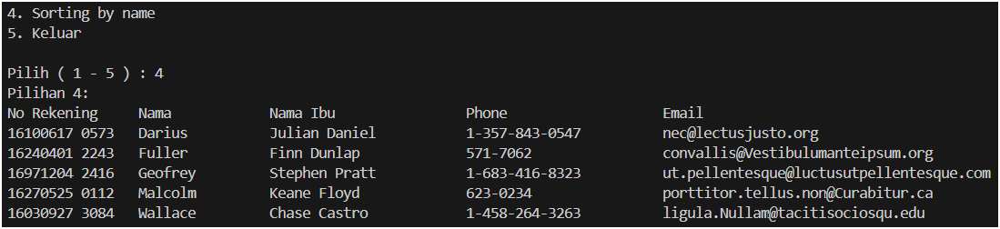 4. Sorting by name
5. Keluar
Pilih ( 1 - 5 ) : 4
Pilihan 4:
No Rekening Nama Nama Ibu Phone Email
16100617 0573 Darius Julian Daniel 1-357-843-0547 nec@lectusjusto.org
16240401 2243 Fuller Finn Dunlap 571-7062 convallis@Vestibulumanteipsum.org
16971204 2416 Geofrey Stephen Pratt 1-683-416-8323 ut.pellentesque@luctusutpellentesque.com
16270525 0112 Malcolm Keane Floyd 623-0234 porttitor.tellus.non@Curabitur.ca
16030927 3084 Wallace Chase Castro 1-458-264-3263 ligula.Nullam@tacitisociosqu.edu